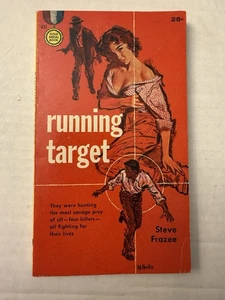 25¢
running
target
They were hunting
the most savage prey
of all—four killers—
all fighting for
their lives
Steve
Frazee